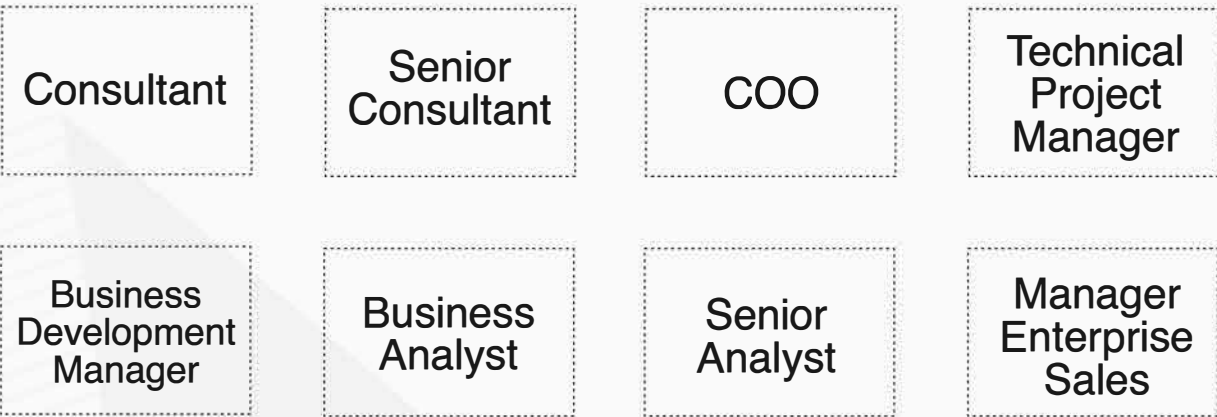 Consultant
Senior
Consultant
COO
Technical
Project
Manager
Business
Development
Manager
Business
Analyst
Senior
Analyst
Manager
Enterprise
Sales